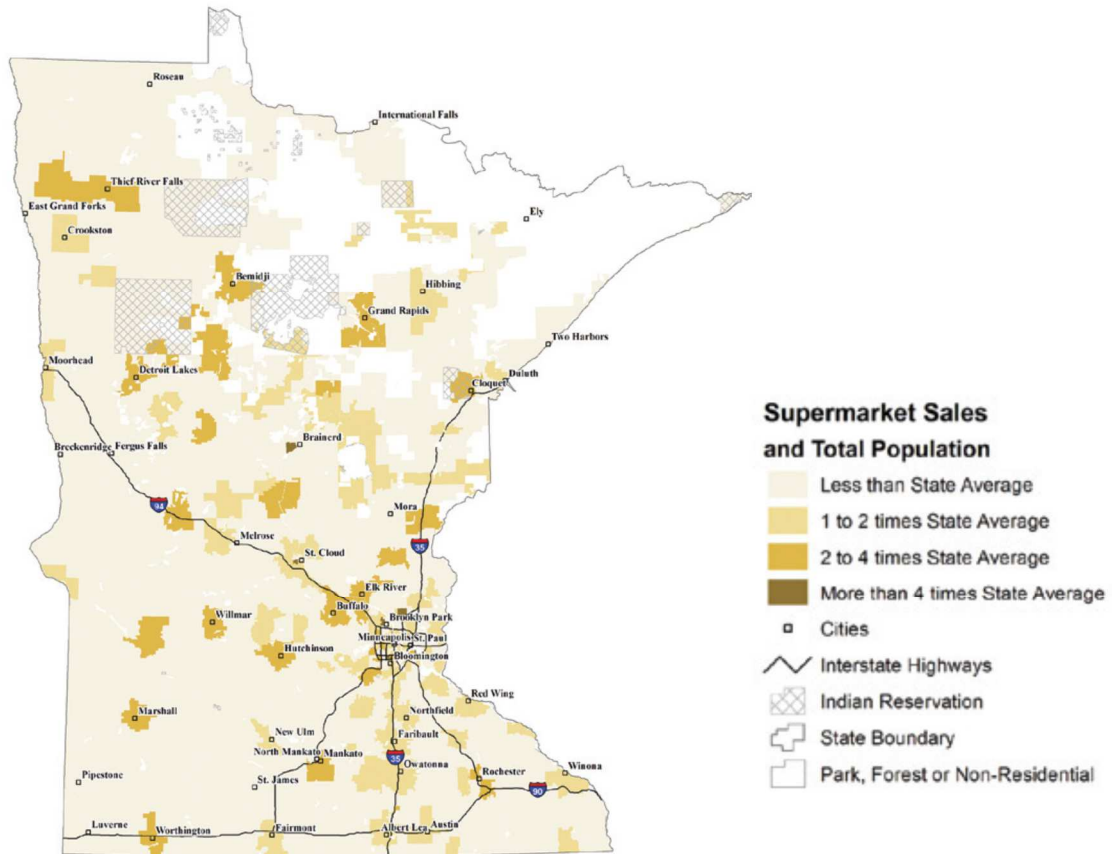 Roseau
International Falls
Thief River Falls
East Grand Forks
Ely
Crookston
Bemidji
Hibbing
Grand Rapids
Two Harbors
Moorhead
Detroit Lakes
Duluth
Cloquet
Brainerd
Breckenridge
Fergus Falls
94
Mora
Melrose
35
St. Cloud
Elk River
Buffalo
Willmar
Brooklyn Park
Minneapolis
St. Paul
Hutchinson
Bloomington
Red Wing
Marshall
Northfield
New Ulm
Faribault
North Mankato
Mankato
35
Owatonna
Winona
Pipestone
St. James
Rochester
90
Luverne
Worthington
Fairmont
Albert Lea
Austin
Supermarket Sales
and Total Population
Less than State Average
1 to 2 times State Average
2 to 4 times State Average
More than 4 times State Average
Cities
Interstate Highways
Indian Reservation
State Boundary
Park, Forest or Non-Residential